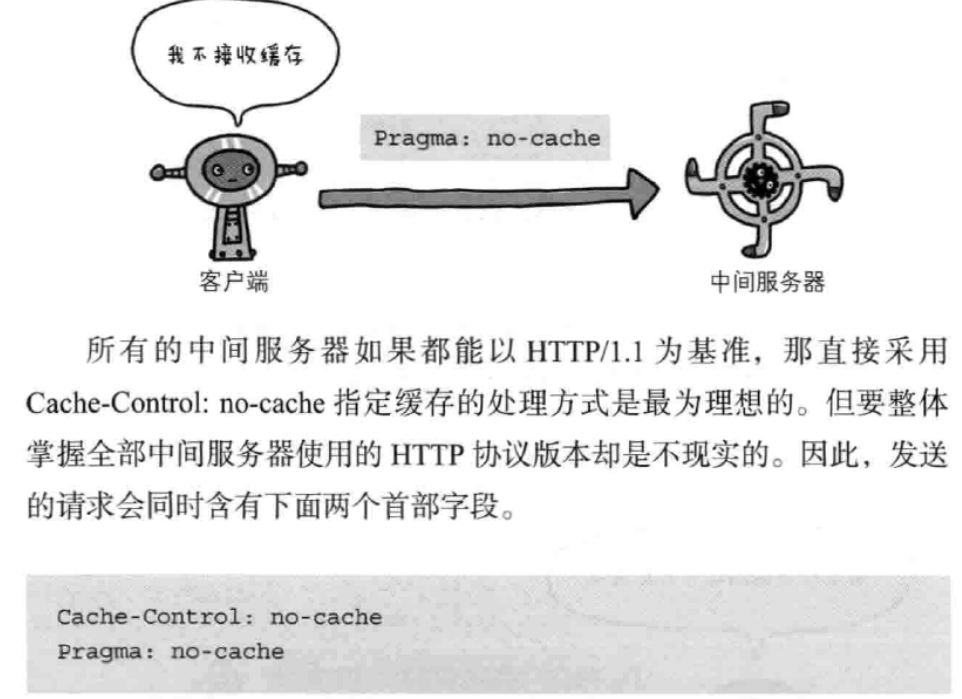 我不接收缓存
Pragma: no-cache
客户端
中间服务器
所有的中间服务器如果都能以 HTTP/1.1 为基准，那直接采用
Cache-Control: no-cache 指定缓存的处理方式是最为理想的。但要整体
掌握全部中间服务器使用的 HTTP 协议版本却是不现实的。因此，发送
的请求会同时含有下面两个首部字段。
Cache-Control: no-cache
Pragma: no-cache